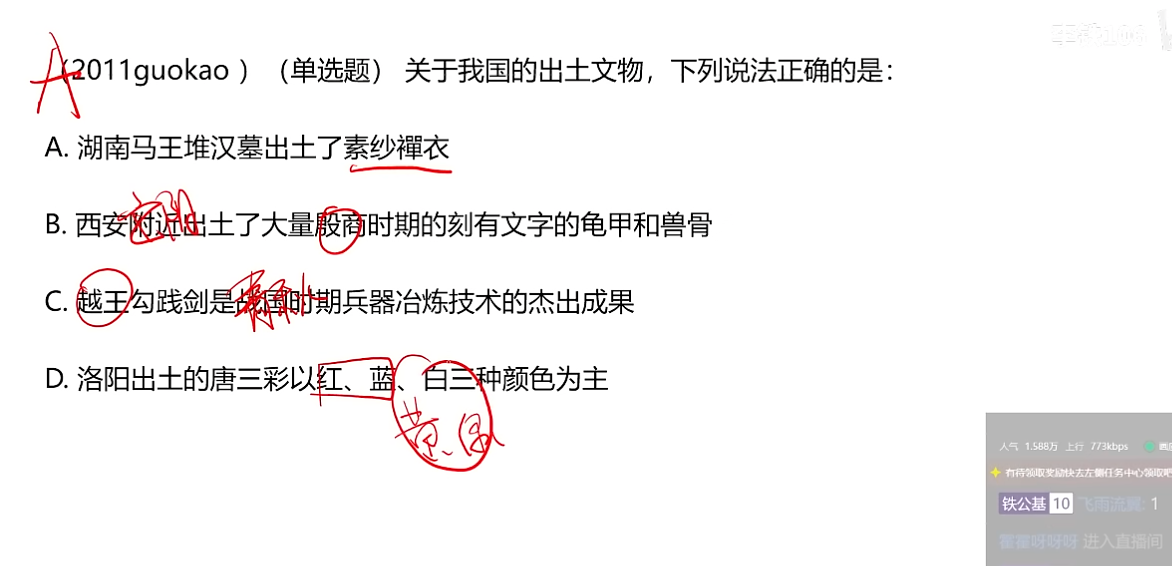 A
(2011guokao ) (单选题) 关于我国的出土文物，下列说法正确的是：
A. 湖南马王堆汉墓出土了素纱襌衣
B. 西安附近出土了大量殷商时期的刻有文字的龟甲和兽骨
安阳
C. 越王勾践剑是战国时期兵器冶炼技术的杰出成果
春秋
D. 洛阳出土的唐三彩以红、蓝、白三种颜色为主
黄、绿
人气 1.588万 上行 773kbps
有待领取奖励快去左侧任务中心领取吧
铁公基 10 飞雨流翼: 1
霍霍呀呀呀 进入直播间